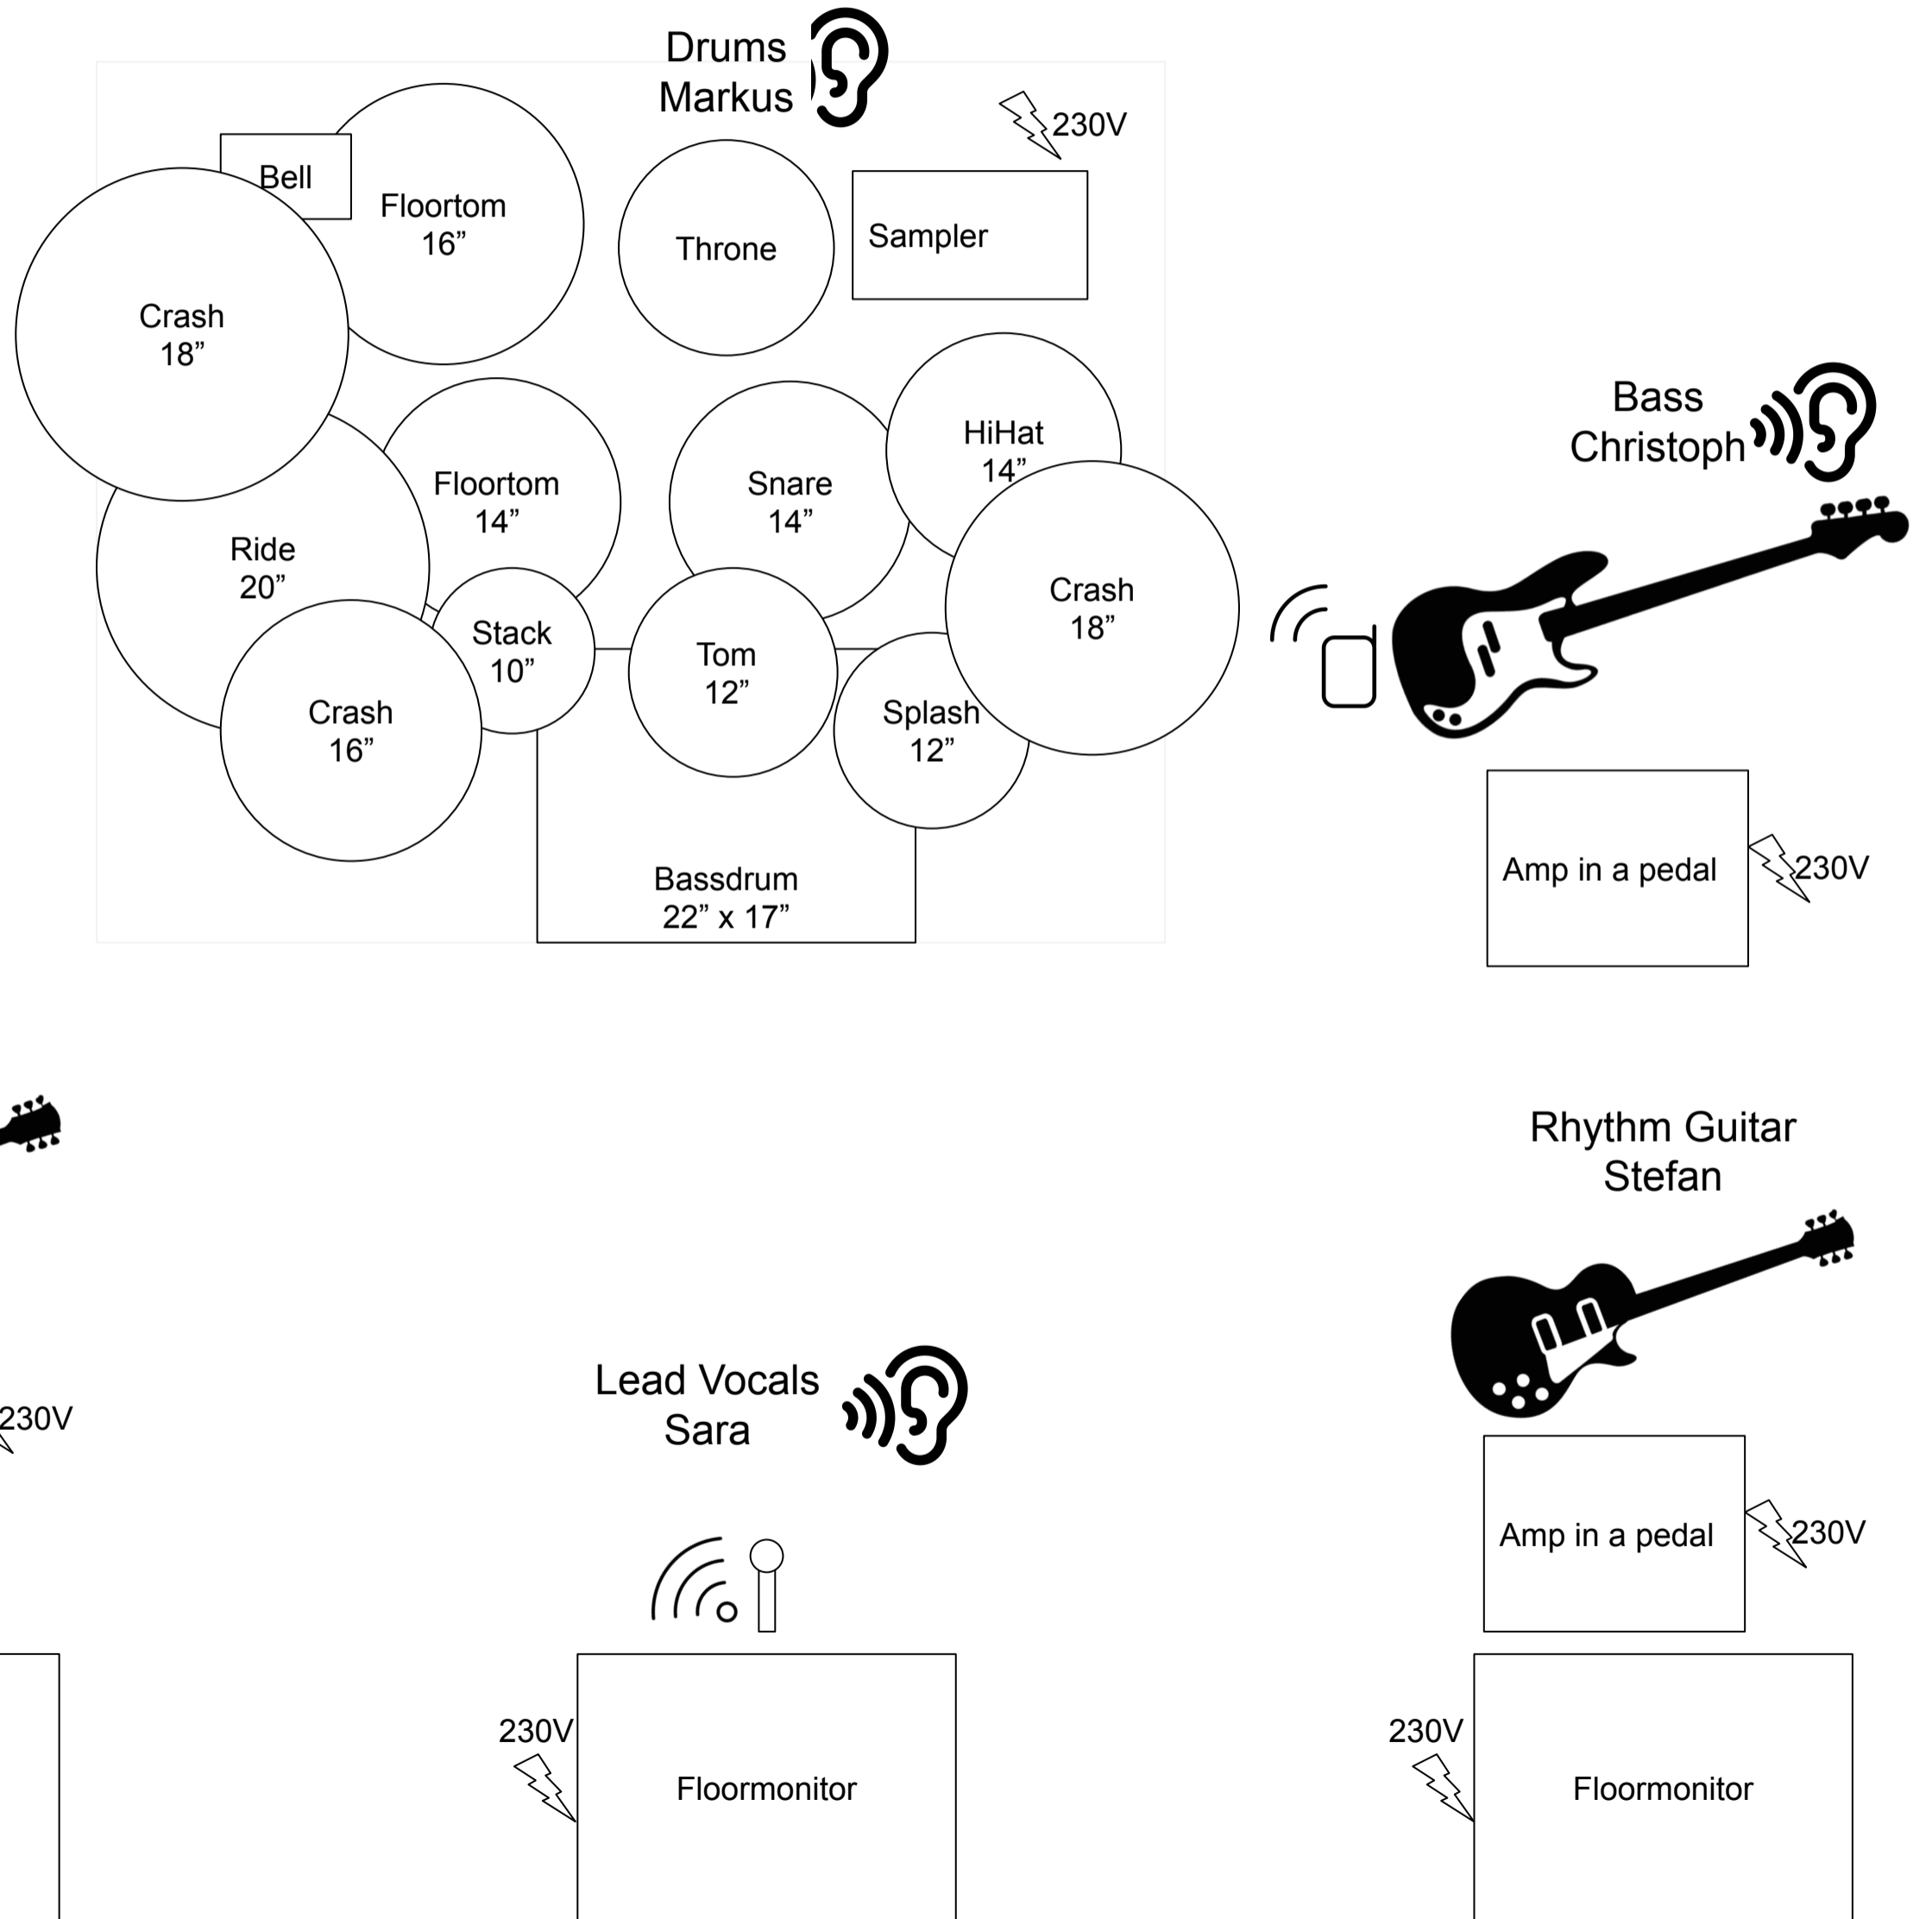 Drums
Markus
230V
Bell
Floortom
16”
Throne
Sampler
Crash
18”
Bass
Christoph
HiHat
14”
Floortom
14”
Snare
14”
Ride
20”
Crash
18”
Stack
10”
Tom
12”
Splash
12”
Crash
16”
Bassdrum
22” x 17”
Amp in a pedal
230V
Rhythm Guitar
Stefan
Lead Vocals
Sara
230V
Amp in a pedal
230V
230V
Floormonitor
230V
Floormonitor